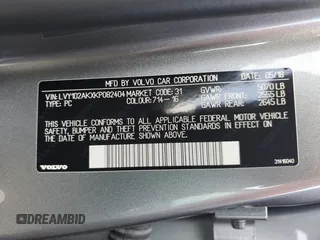 MFD. BY VOLVO CAR CORPORATION DATE: 05/18
VIN: LVY102AKXKP082404 MARKET CODE: 31 GVWR: 5070 LB
TYPE: PC COLOUR: 714 - 16 GAWR FRONT: 2565 LB
GAWR REAR: 2645 LB
THIS VEHICLE CONFORMS TO ALL APPLICABLE FEDERAL MOTOR VEHICLE
SAFETY, BUMPER AND THEFT PREVENTION STANDARDS IN EFFECT
ON THE DATE OF MANUFACTURE SHOWN ABOVE.
VOLVO
DREAMBID